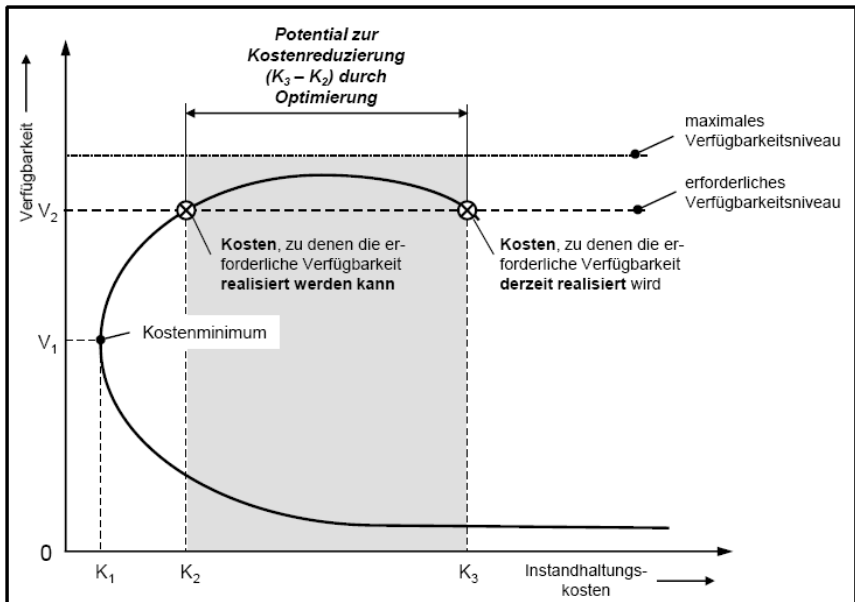 Potential zur
Kostenreduzierung
(K3 – K2) durch
Optimierung
Verfügbarkeit
maximales
Verfügbarkeitsniveau
erforderliches
Verfügbarkeitsniveau
V2
Kosten, zu denen die er-
forderliche Verfügbarkeit
realisiert werden kann
Kosten, zu denen die er-
forderliche Verfügbarkeit
derzeit realisiert wird
V1
Kostenminimum
0
K1
K2
K3
Instandhaltungs-
kosten